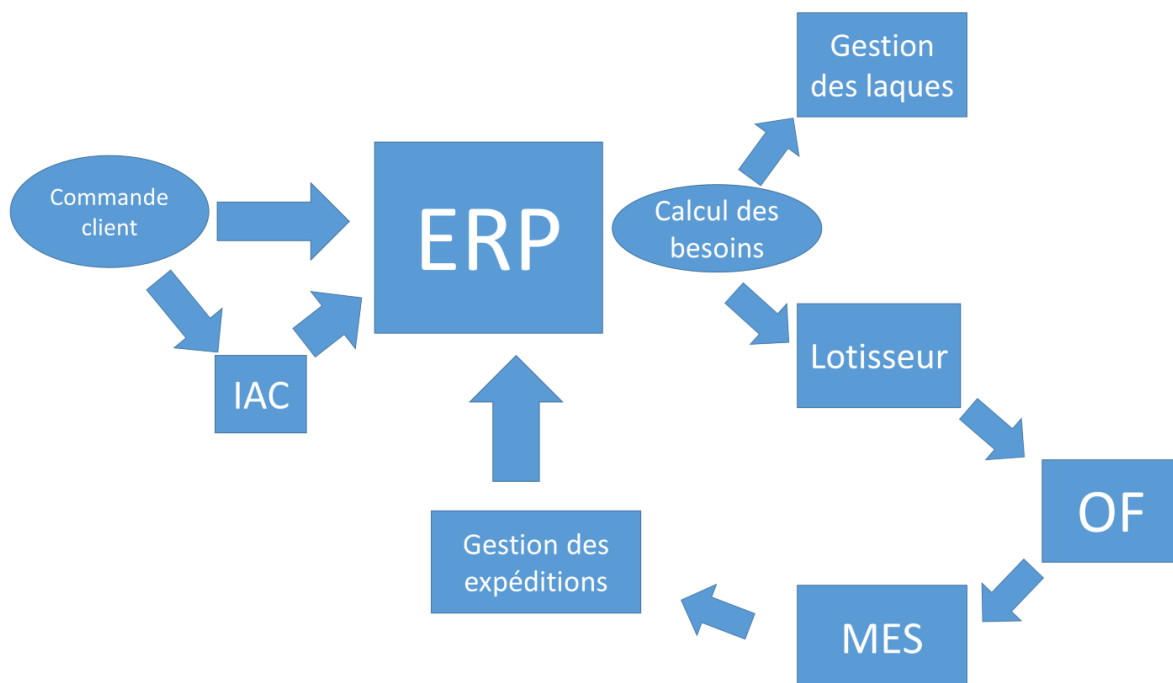 Gestion
des laques
Commande
client
ERP
Calcul des
besoins
IAC
Lotisseur
OF
Gestion des
expéditions
MES